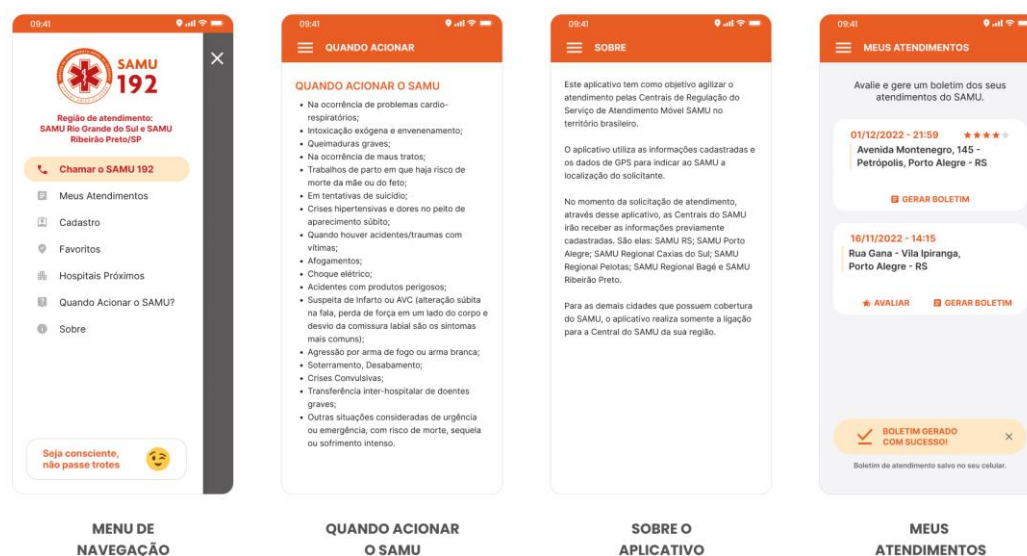 09:41
SAMU
192
Região de atendimento:
SAMU Rio Grande do Sul e SAMU
Ribeirão Preto/SP
Chamar o SAMU 192
Meus Atendimentos
Cadastro
Favoritos
Hospitais Próximos
Quando Acionar o SAMU?
Sobre
Seja consciente,
não passe trotes
MENU DE
NAVEGAÇÃO
09:41
QUANDO ACIONAR
QUANDO ACIONAR O SAMU
• Na ocorrência de problemas cardio-
respiratórios;
• Intoxicação exógena e envenenamento;
• Queimaduras graves;
• Na ocorrência de maus tratos;
• Trabalhos de parto em que haja risco de
morte da mãe ou do feto;
• Em tentativas de suicídio;
• Crises hipertensivas e dores no peito de
aparecimento súbito;
• Quando houver acidentes/traumas com
vítimas;
• Afogamentos;
• Choque elétrico;
• Acidentes com produtos perigosos;
• Suspeita de Infarto ou AVC (alteração súbita
na fala, perda de força em um lado do corpo e
desvio da comissura labial são os sintomas
mais comuns);
• Agressão por arma de fogo ou arma branca;
• Soterramento, Desabamento;
• Crises Convulsivas;
• Transferência inter-hospitalar de doentes
graves;
• Outras situações consideradas de urgência
ou emergência, com risco de morte, sequela
ou sofrimento intenso.
QUANDO ACIONAR
O SAMU
09:41
SOBRE
Este aplicativo tem como objetivo agilizar o
atendimento pelas Centrais de Regulação do
Serviço de Atendimento Móvel SAMU no
território brasileiro.
O aplicativo utiliza as informações cadastradas e
os dados de GPS para indicar ao SAMU a
localização do solicitante.
No momento da solicitação de atendimento,
através desse aplicativo, as Centrais do SAMU
irão receber as informações previamente
cadastradas. São elas: SAMU RS; SAMU Porto
Alegre; SAMU Regional Caxias do Sul; SAMU
Regional Pelotas; SAMU Regional Bagé e SAMU
Ribeirão Preto.
Para as demais cidades que possuem cobertura
do SAMU, o aplicativo realiza somente a ligação
para a Central do SAMU da sua região.
SOBRE O
APLICATIVO
09:41
MEUS ATENDIMENTOS
Avalie e gere um boletim dos seus
atendimentos do SAMU.
01/12/2022 - 21:59
Avenida Montenegro, 145 -
Petrópolis, Porto Alegre - RS
GERAR BOLETIM
16/11/2022 - 14:15
Rua Gana - Vila Ipiranga,
Porto Alegre - RS
AVALIAR GERAR BOLETIM
BOLETIM GERADO
COM SUCESSO!
Boletim de atendimento salvo no seu celular.
MEUS
ATENDIMENTOS